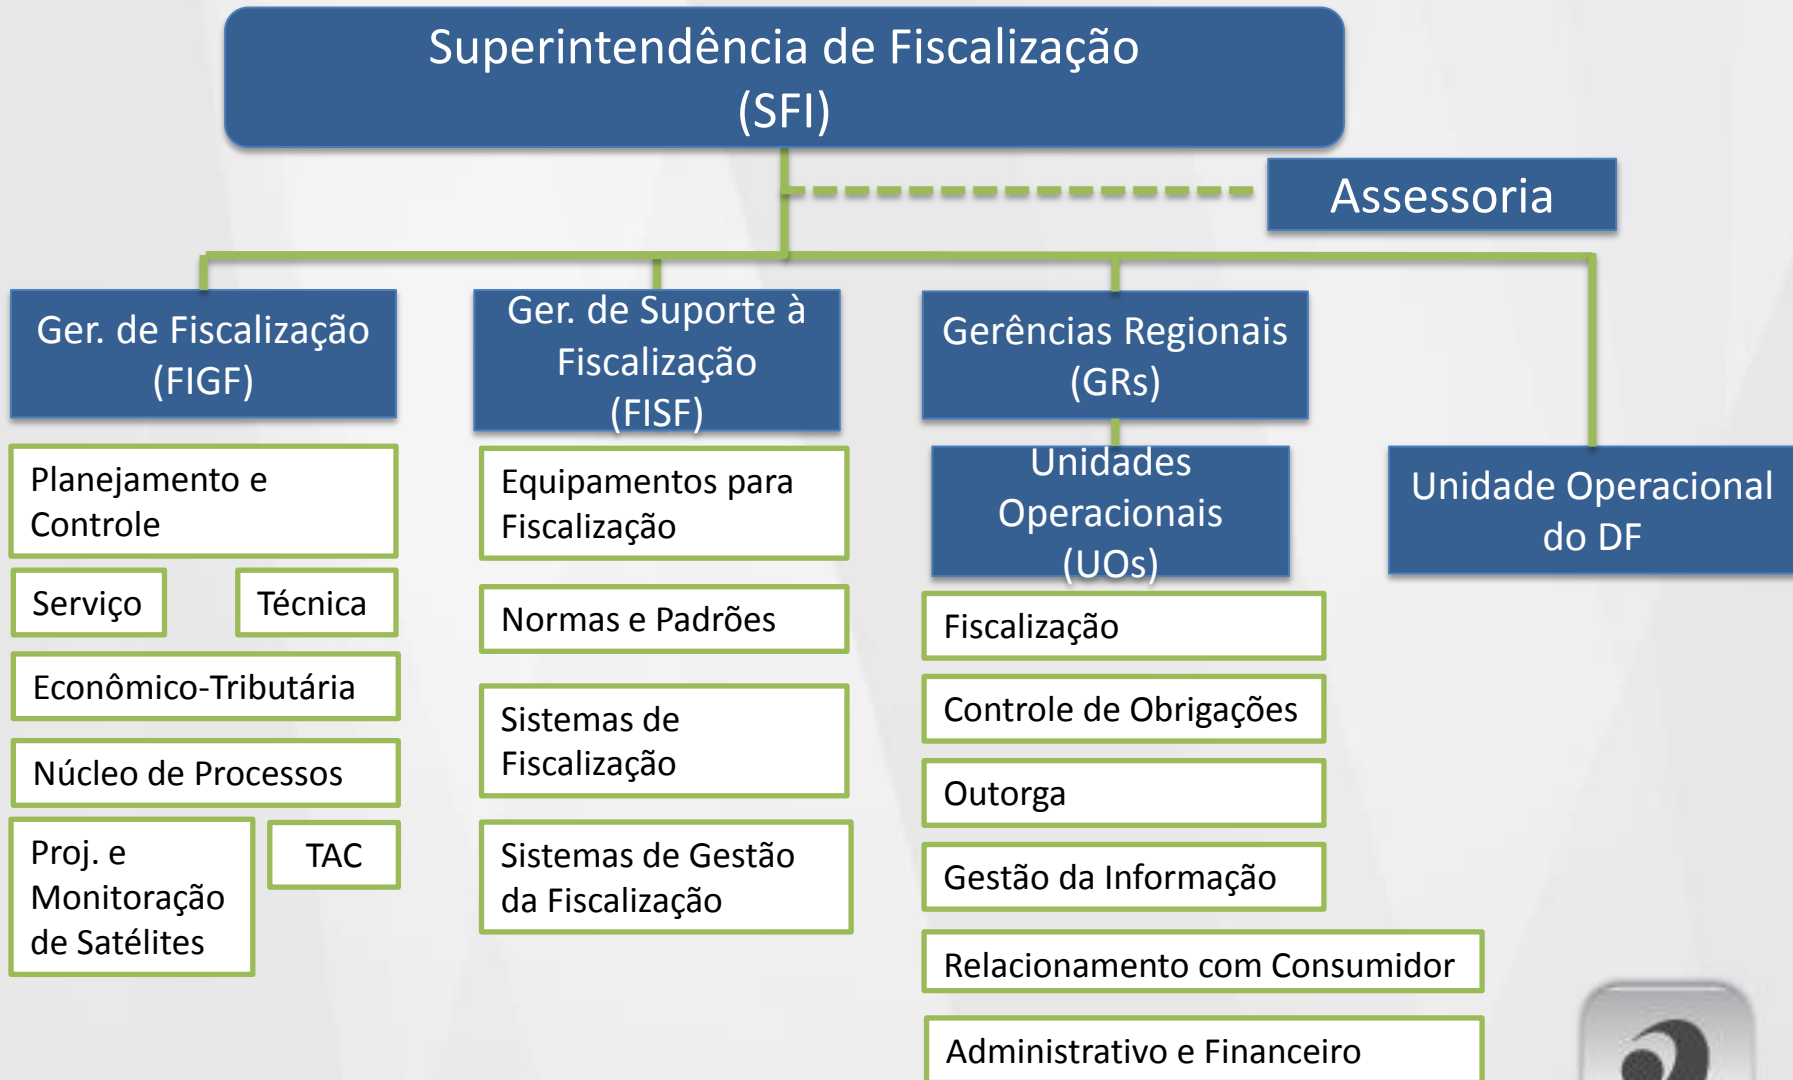 Superintendência de Fiscalização
(SFI)
Assessoria
Ger. de Fiscalização
(FIGF)
Planejamento e
Controle
Serviço
Técnica
Econômico-Tributária
Núcleo de Processos
Proj. e
Monitoração
de Satélites
TAC
Ger. de Suporte à
Fiscalização
(FISF)
Equipamentos para
Fiscalização
Normas e Padrões
Sistemas de
Fiscalização
Sistemas de Gestão
da Fiscalização
Gerências Regionais
(GRs)
Unidades
Operacionais
(UOs)
Fiscalização
Controle de Obrigações
Outorga
Gestão da Informação
Relacionamento com Consumidor
Administrativo e Financeiro
Unidade Operacional
do DF